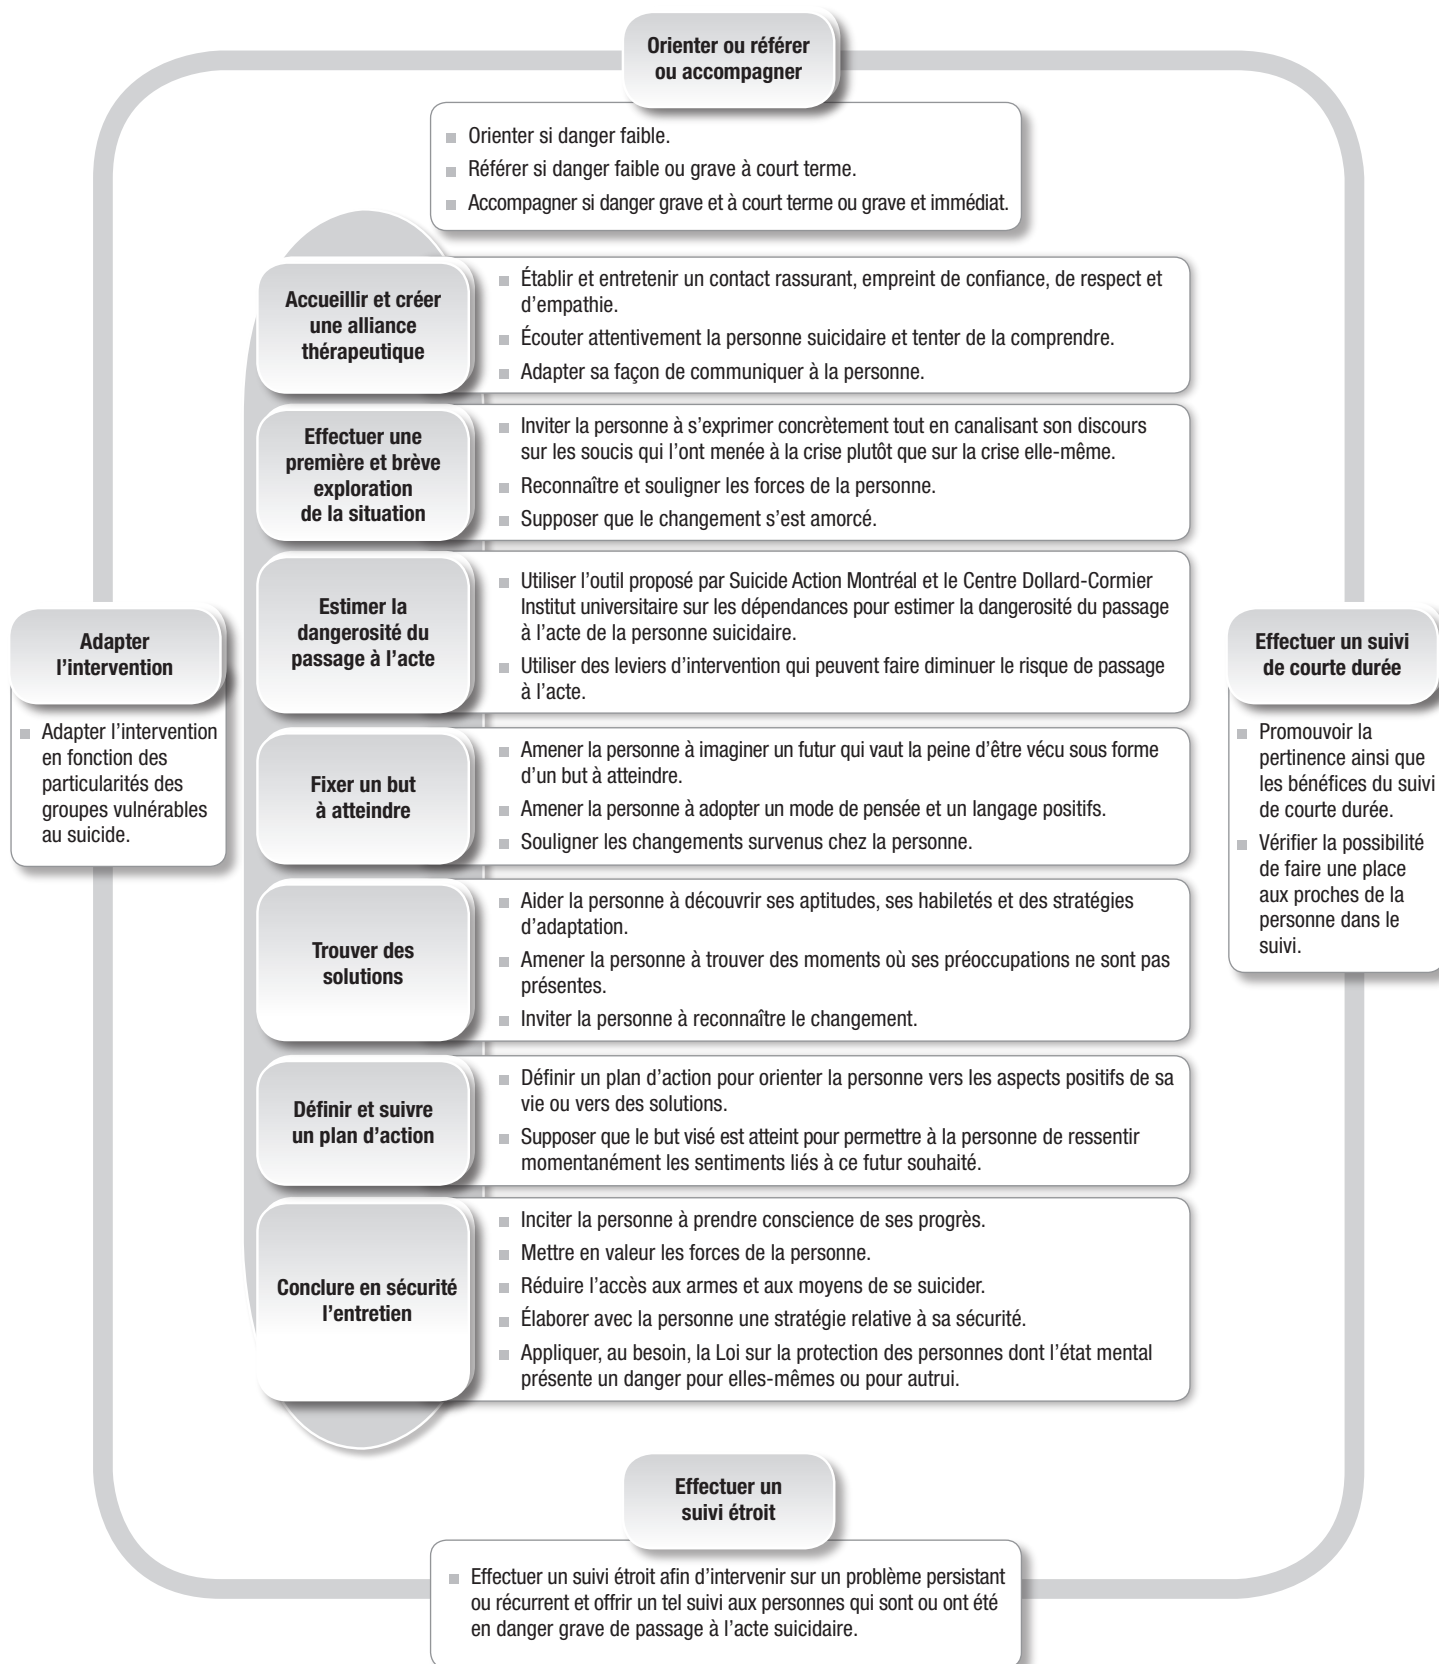 Orienter ou référer
ou accompagner
■ Orienter si danger faible.
■ Référer si danger faible ou grave à court terme.
■ Accompagner si danger grave et à court terme ou grave et immédiat.
Accueillir et créer
une alliance
thérapeutique
■ Établir et entretenir un contact rassurant, empreint de confiance, de respect et
d’empathie.
■ Écouter attentivement la personne suicidaire et tenter de la comprendre.
■ Adapter sa façon de communiquer à la personne.
Effectuer une
première et brève
exploration
de la situation
■ Inviter la personne à s’exprimer concrètement tout en canalisant son discours
sur les soucis qui l’ont menée à la crise plutôt que sur la crise elle-même.
■ Reconnaître et souligner les forces de la personne.
■ Supposer que le changement s’est amorcé.
Estimer la
dangerosité du
passage à l’acte
■ Utiliser l’outil proposé par Suicide Action Montréal et le Centre Dollard-Cormier
Institut universitaire sur les dépendances pour estimer la dangerosité du passage
à l’acte de la personne suicidaire.
■ Utiliser des leviers d’intervention qui peuvent faire diminuer le risque de passage
à l’acte.
Adapter
l’intervention
■ Adapter l’intervention
en fonction des
particularités des
groupes vulnérables
au suicide.
Effectuer un suivi
de courte durée
■ Promouvoir la
pertinence ainsi que
les bénéfices du suivi
de courte durée.
■ Vérifier la possibilité
de faire une place
aux proches de la
personne dans le
suivi.
Fixer un but
à atteindre
■ Amener la personne à imaginer un futur qui vaut la peine d’être vécu sous forme
d’un but à atteindre.
■ Amener la personne à adopter un mode de pensée et un langage positifs.
■ Souligner les changements survenus chez la personne.
Trouver des
solutions
■ Aider la personne à découvrir ses aptitudes, ses habiletés et des stratégies
d’adaptation.
■ Amener la personne à trouver des moments où ses préoccupations ne sont pas
présentes.
■ Inviter la personne à reconnaître le changement.
Définir et suivre
un plan d’action
■ Définir un plan d’action pour orienter la personne vers les aspects positifs de sa
vie ou vers des solutions.
■ Supposer que le but visé est atteint pour permettre à la personne de ressentir
momentanément les sentiments liés à ce futur souhaité.
Conclure en sécurité
l’entretien
■ Inciter la personne à prendre conscience de ses progrès.
■ Mettre en valeur les forces de la personne.
■ Réduire l’accès aux armes et aux moyens de se suicider.
■ Élaborer avec la personne une stratégie relative à sa sécurité.
■ Appliquer, au besoin, la Loi sur la protection des personnes dont l’état mental
présente un danger pour elles-mêmes ou pour autrui.
Effectuer un
suivi étroit
■ Effectuer un suivi étroit afin d’intervenir sur un problème persistant
ou récurrent et offrir un tel suivi aux personnes qui sont ou ont été
en danger grave de passage à l’acte suicidaire.